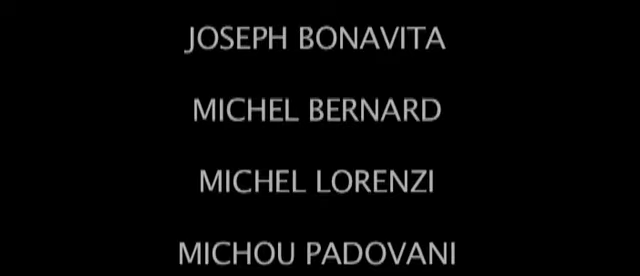 JOSEPH BONAVITA
MICHEL BERNARD
MICHEL LORENZI
MICHOU PADOVANI